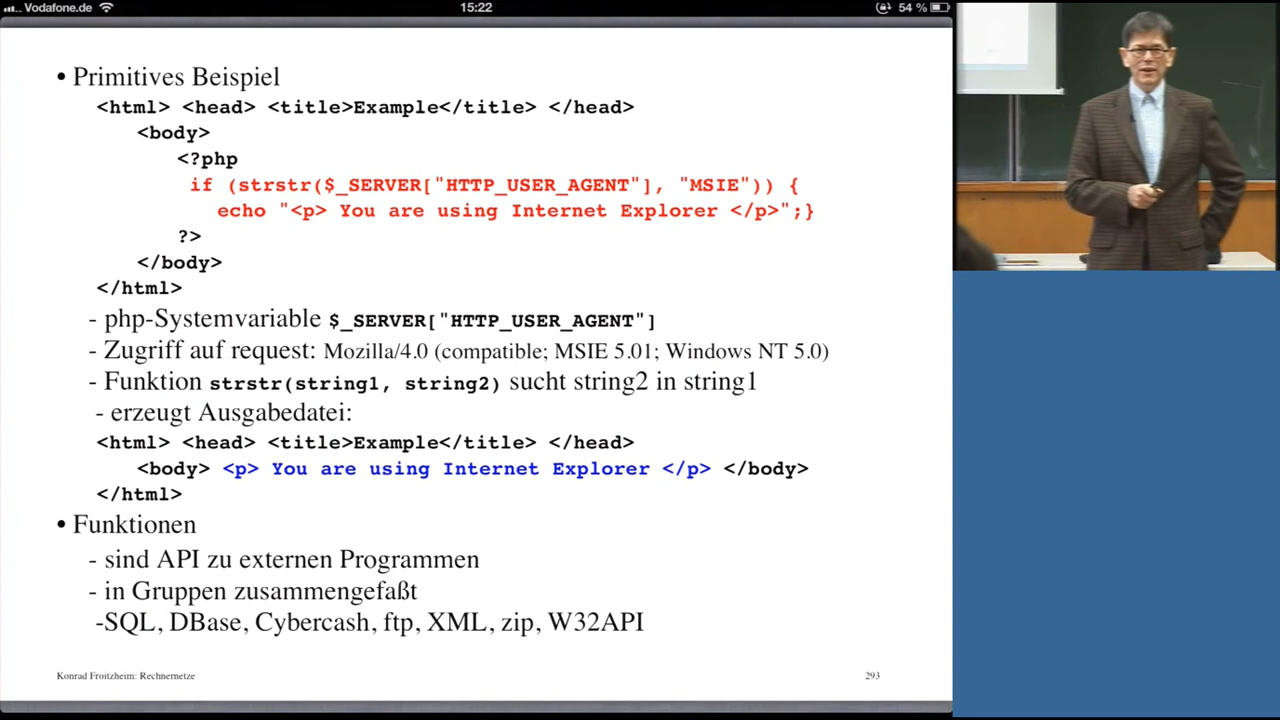 Vodafone.de
15:22
54 %
• Primitives Beispiel
<html> <head> <title>Example</title> </head>
<body>
<?php
if (strstr($_SERVER["HTTP_USER_AGENT"], "MSIE")) {
echo "<p> You are using Internet Explorer </p>";}
?>
</body>
</html>
- php-Systemvariable $_SERVER["HTTP_USER_AGENT"]
- Zugriff auf request: Mozilla/4.0 (compatible; MSIE 5.01; Windows NT 5.0)
- Funktion strstr(string1, string2) sucht string2 in string1
- erzeugt Ausgabedatei:
<html> <head> <title>Example</title> </head>
<body> <p> You are using Internet Explorer </p> </body>
</html>
• Funktionen
- sind API zu externen Programmen
- in Gruppen zusammengefaßt
-SQL, DBase, Cybercash, ftp, XML, zip, W32API
Konrad Froitzheim: Rechnernetze
293